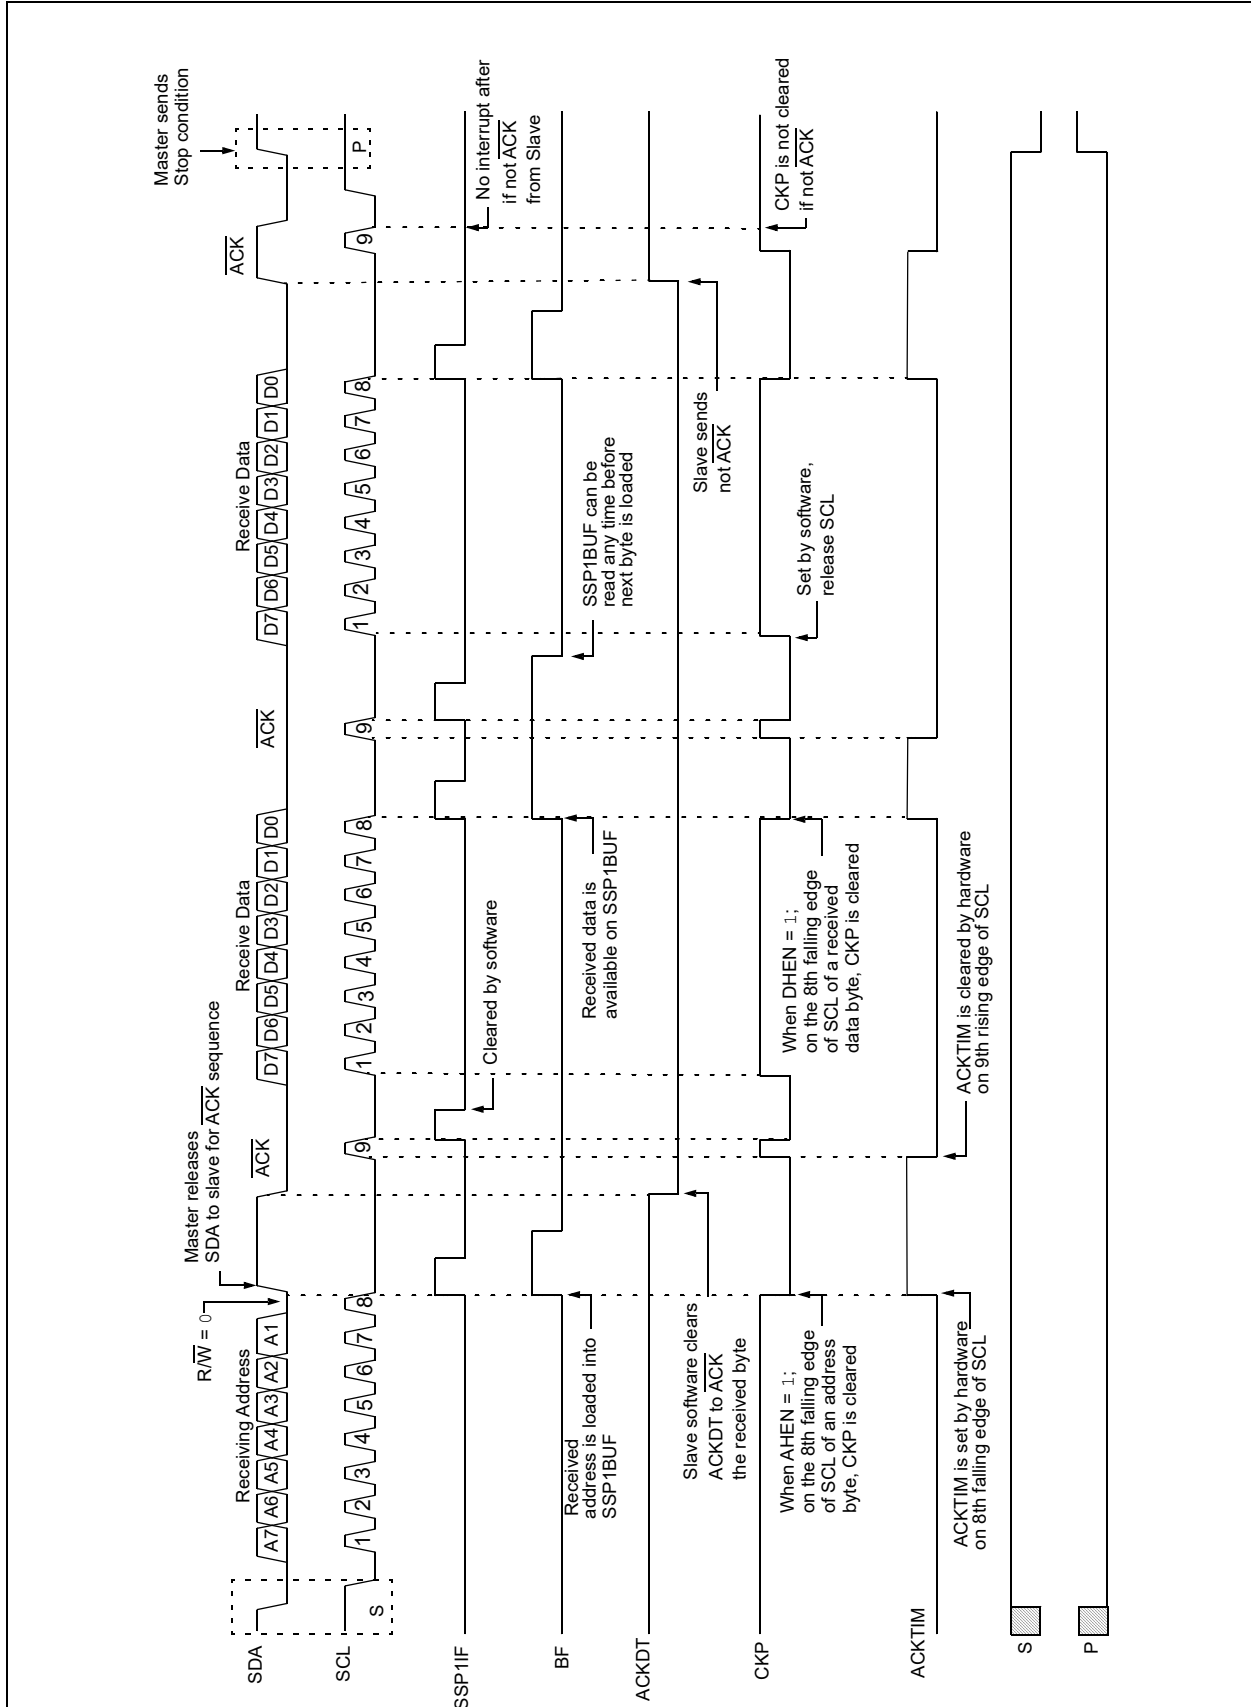 Master releases
SDA to slave for ACK sequence
Master sends
Stop condition
R/W = 0
Receiving Address
ACK
Receive Data
ACK
Receive Data
ACK
SDA
A7 A6 A5 A4 A3 A2 A1
D7 D6 D5 D4 D3 D2 D1 D0
D7 D6 D5 D4 D3 D2 D1 D0
SCL
S
1 2 3 4 5 6 7 8 9
1 2 3 4 5 6 7 8 9
1 2 3 4 5 6 7 8 9
P
SSP1IF
Cleared by software
No interrupt after
if not ACK
from Slave
BF
Received
address is loaded into
SSP1BUF
Received data is
available on SSP1BUF
SSP1BUF can be
read any time before
next byte is loaded
ACKDT
Slave software clears
ACKDT to ACK
the received byte
Slave sends
not ACK
CKP
When AHEN = 1;
on the 8th falling edge
of SCL of an address
byte, CKP is cleared
When DHEN = 1;
on the 8th falling edge
of SCL of a received
data byte, CKP is cleared
Set by software,
release SCL
CKP is not cleared
if not ACK
ACKTIM
ACKTIM is set by hardware
on 8th falling edge of SCL
ACKTIM is cleared by hardware
on 9th rising edge of SCL
S
P